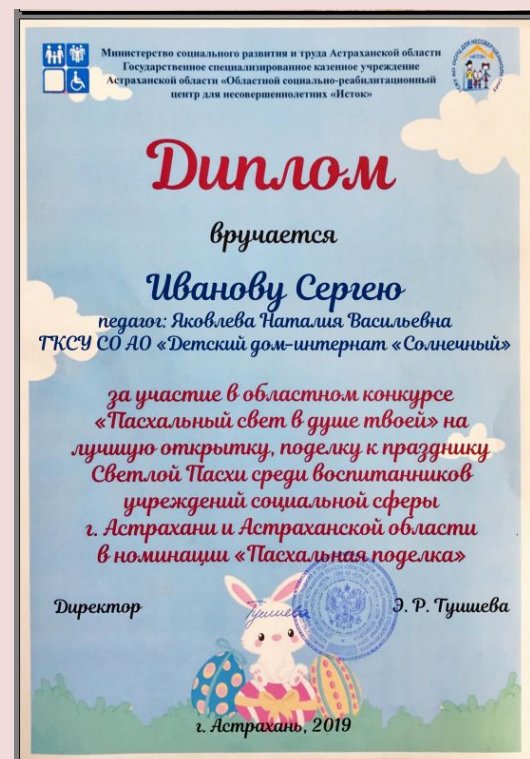 Министерство социального развития и труда Астраханской области
Государственное специализированное казенное учреждение
Астраханской области «Областной социально-реабилитационный
центр для несовершеннолетних «Исток»
«ИСТОК»
Диплом
вручается
Иванову Сергею
педагог: Яковлева Наталия Васильевна
ГКСУ СО АО «Детский дом-интернат «Солнечный»
за участие в областном конкурсе
«Пасхальный свет в душе твоей» на
лучшую открытку, поделку к празднику
Светлой Пасхи среди воспитанников
учреждений социальной сферы
г. Астрахани и Астраханской области
в номинации «Пасхальная поделка»
Директор
Э. Р. Тушева
г. Астрахань, 2019